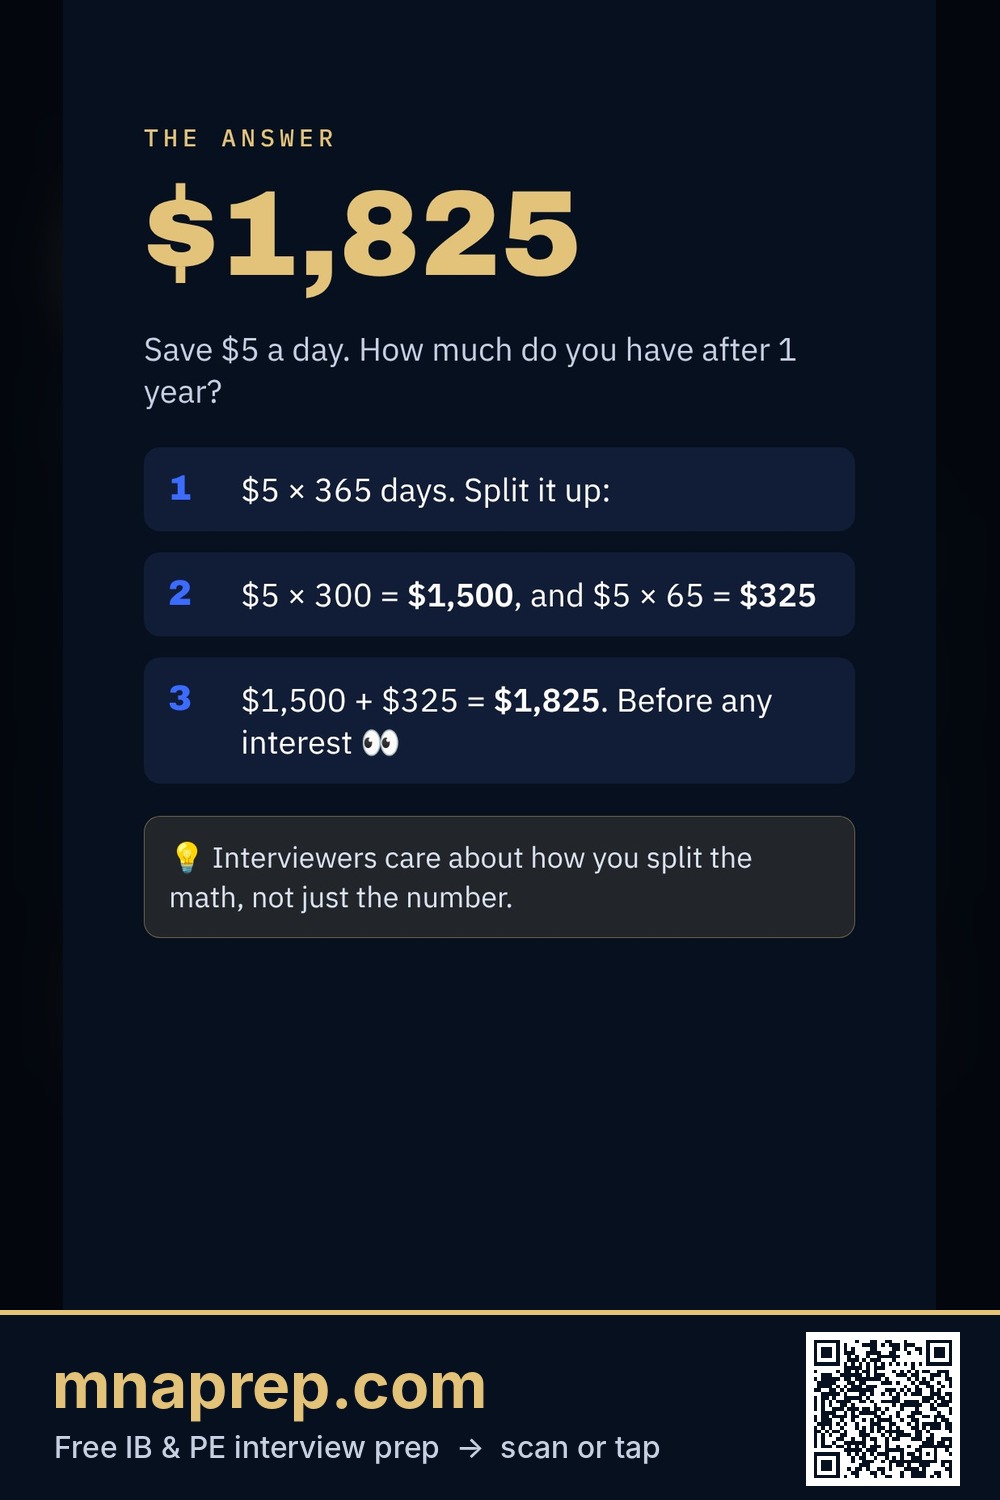 THE ANSWER
$1,825
Save $5 a day. How much do you have after 1
year?
1 $5 × 365 days. Split it up:
2 $5 × 300 = $1,500, and $5 × 65 = $325
3 $1,500 + $325 = $1,825. Before any
interest 👀
💡 Interviewers care about how you split the
math, not just the number.
mnaprep.com
Free IB & PE interview prep → scan or tap